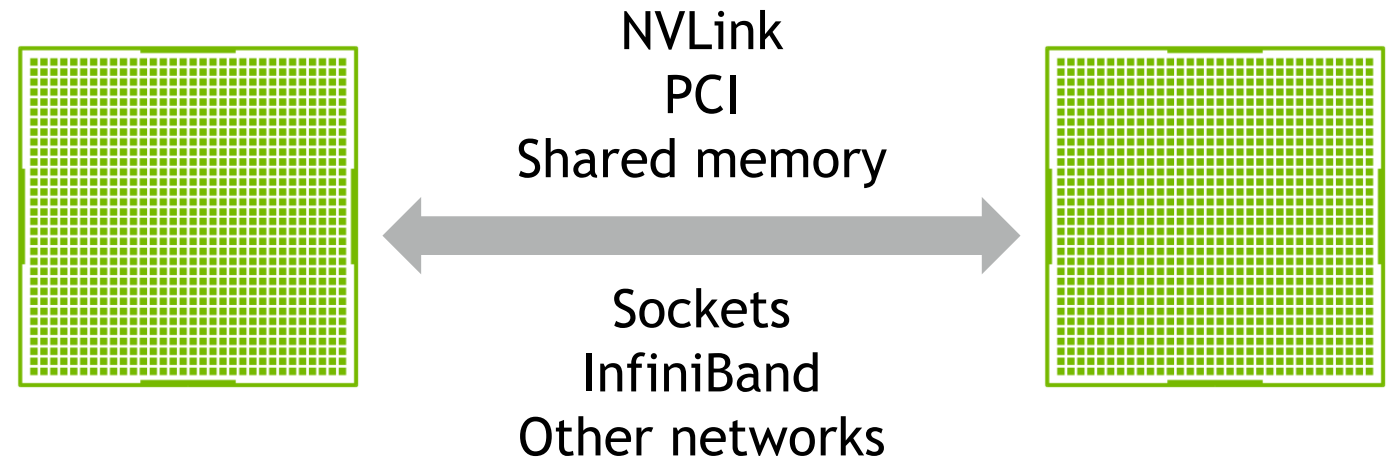 NVLink
PCI
Shared memory
Sockets
InfiniBand
Other networks